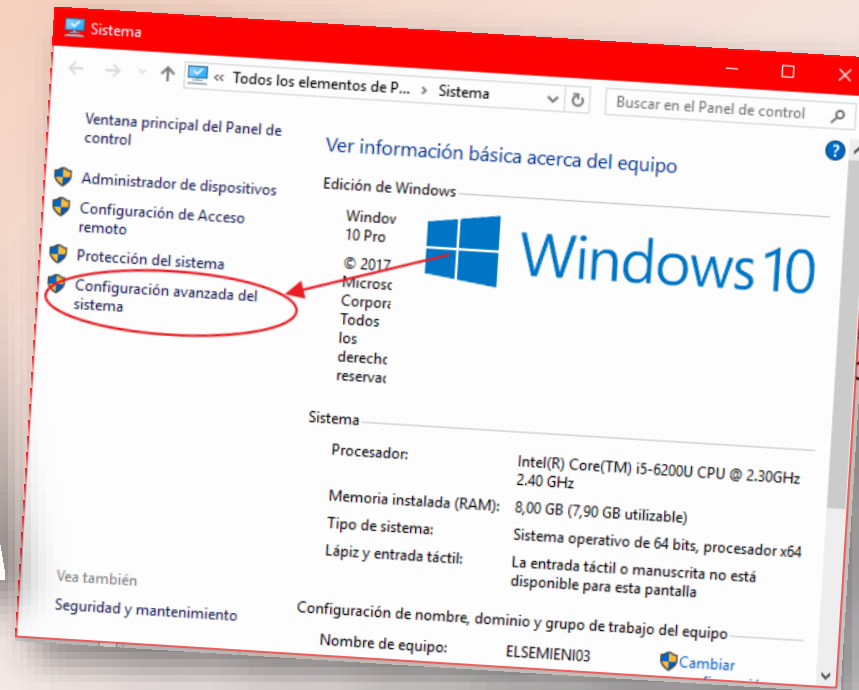 Sistema
« Todos los elementos de P... › Sistema
Buscar en el Panel de control
Ventana principal del Panel de
control
Administrador de dispositivos
Configuración de Acceso
remoto
Protección del sistema
Configuración avanzada del
sistema
Vea también
Seguridad y mantenimiento
Ver información básica acerca del equipo
Edición de Windows
Window
10 Pro
© 2017
Microsc
Corpora
Todos
los
derechc
reservac
Windows 10
Sistema
Procesador: Intel(R) Core(TM) i5-6200U CPU @ 2.30GHz
2.40 GHz
Memoria instalada (RAM): 8,00 GB (7,90 GB utilizable)
Tipo de sistema: Sistema operativo de 64 bits, procesador x64
Lápiz y entrada táctil: La entrada táctil o manuscrita no está
disponible para esta pantalla
Configuración de nombre, dominio y grupo de trabajo del equipo
Nombre de equipo: ELSEMIENI03 Cambiar